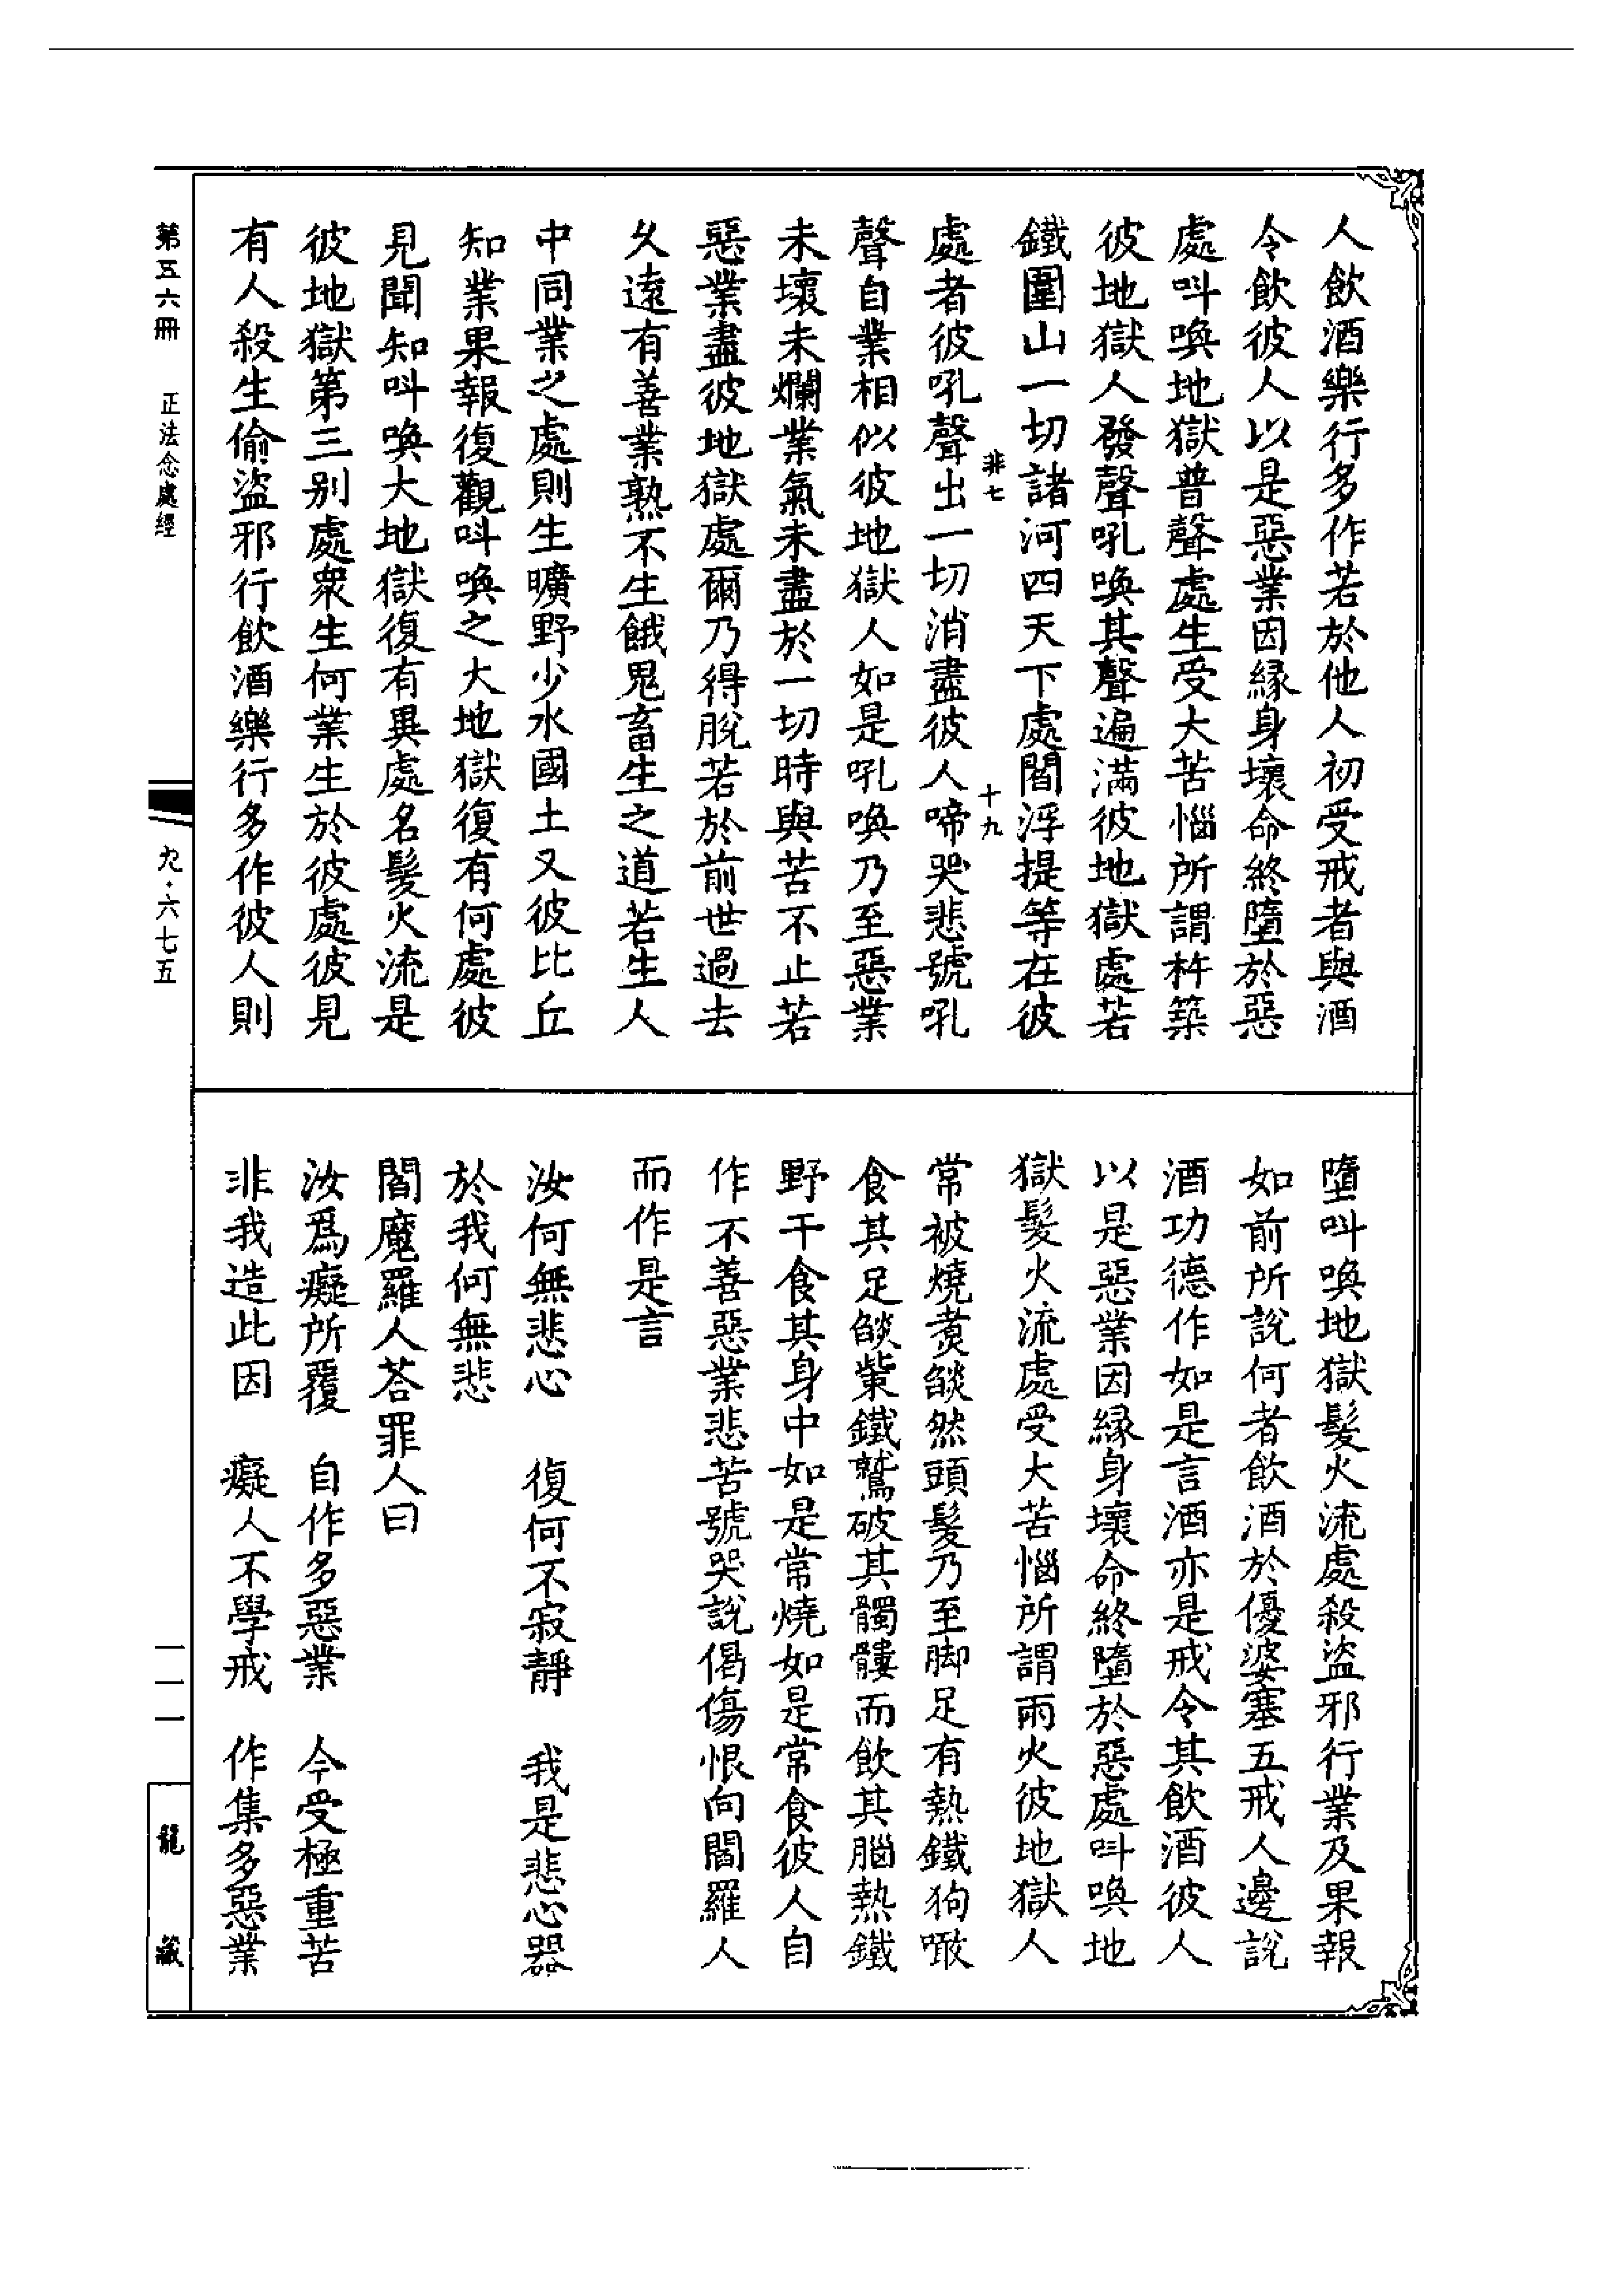 人飲酒樂行多作若於他人初受戒者與酒
令飲彼人以是惡業因緣身壞命終墮於惡
處呌喚地獄普聲處生受大苦惱所謂杵築
彼地獄人發聲吼喚其聲遍滿彼地獄處若
鐵圍山一切諸河四天下處閻浮提等在彼
非七 十九
處者彼吼聲出一切消盡彼人啼哭悲號吼
聲自業相似彼地獄人如是吼喚乃至惡業
未壞未爛業氣未盡於一切時與苦不止若
惡業盡彼地獄處爾乃得脫若於前世過去
久遠有善業熟不生餓鬼畜生之道若生人
中同業之處則生曠野少水國土又彼比丘
知業果報復觀呌喚之大地獄復有何處彼
見聞知呌喚大地獄復有異處名髮火流是
彼地獄第三別處衆生何業生於彼處彼見
有人殺生偷盜邪行飲酒樂行多作彼人則
墮呌喚地獄髮火流處殺盜邪行業及果報
如前所說何者飲酒於優婆塞五戒人邊說
酒功德作如是言酒亦是戒令其飲酒彼人
以是惡業因緣身壞命終墮於惡處呌喚地
獄髮火流處受大苦惱所謂雨火彼地獄人
常被燒煑燄然頭髮乃至脚足有熱鐵狗噉
食其足燄㭰鐵鷲破其髑髏而飲其腦熱鐵
野干食其身中如是常燒如是常食彼人自
作不善惡業悲苦號哭說偈傷恨向閻羅人
而作是言
汝何無悲心 復何不寂靜 我是悲心器
於我何無悲
閻魔羅人荅罪人曰
汝爲癡所覆 自作多惡業 今受極重苦
非我造此因 癡人不學戒 作集多惡業
第五六冊 正法念處經
九·六七五
一一一
龍藏